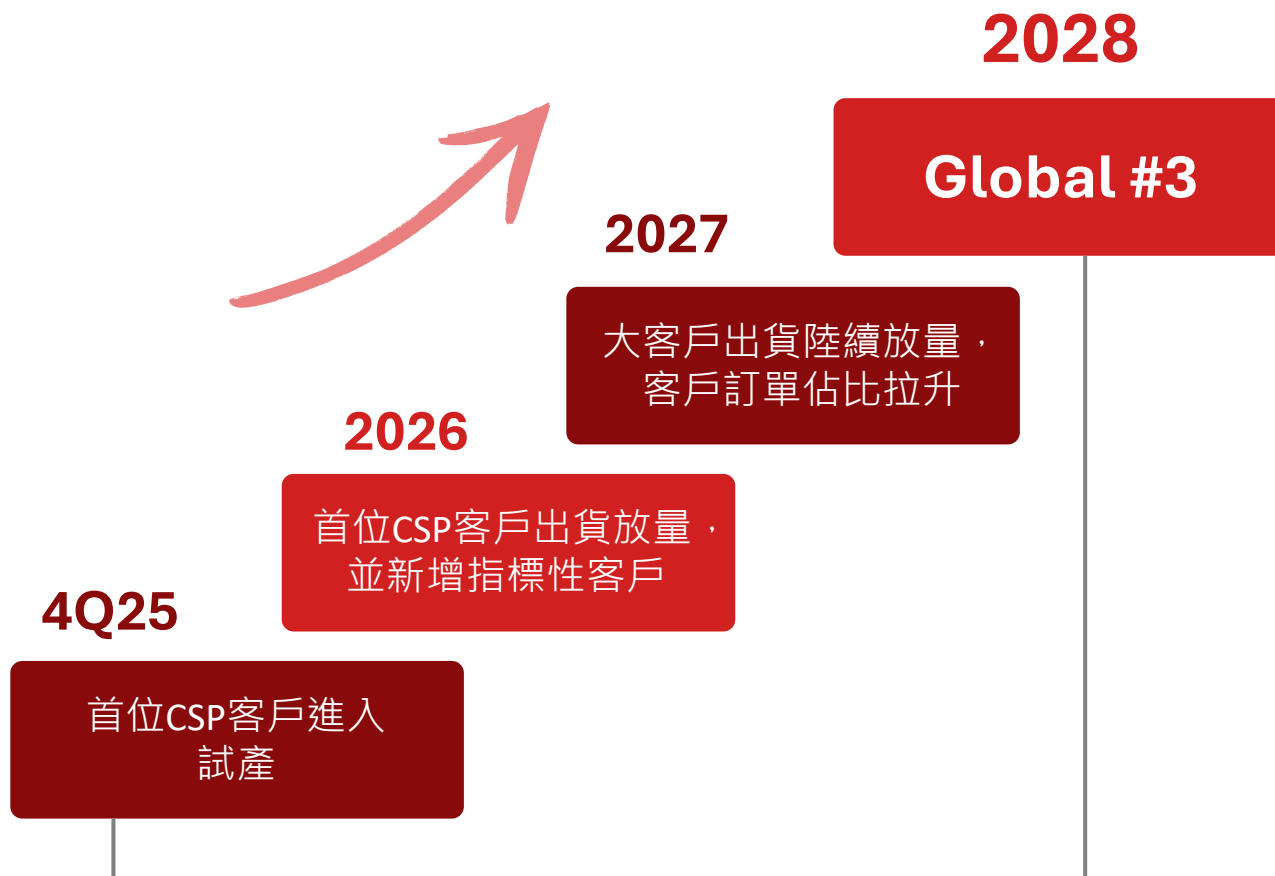 2028
Global #3
2027
大客戶出貨陸續放量，
客戶訂單佔比拉升
2026
首位CSP客戶出貨放量，
並新增指標性客戶
4Q25
首位CSP客戶進入
試產